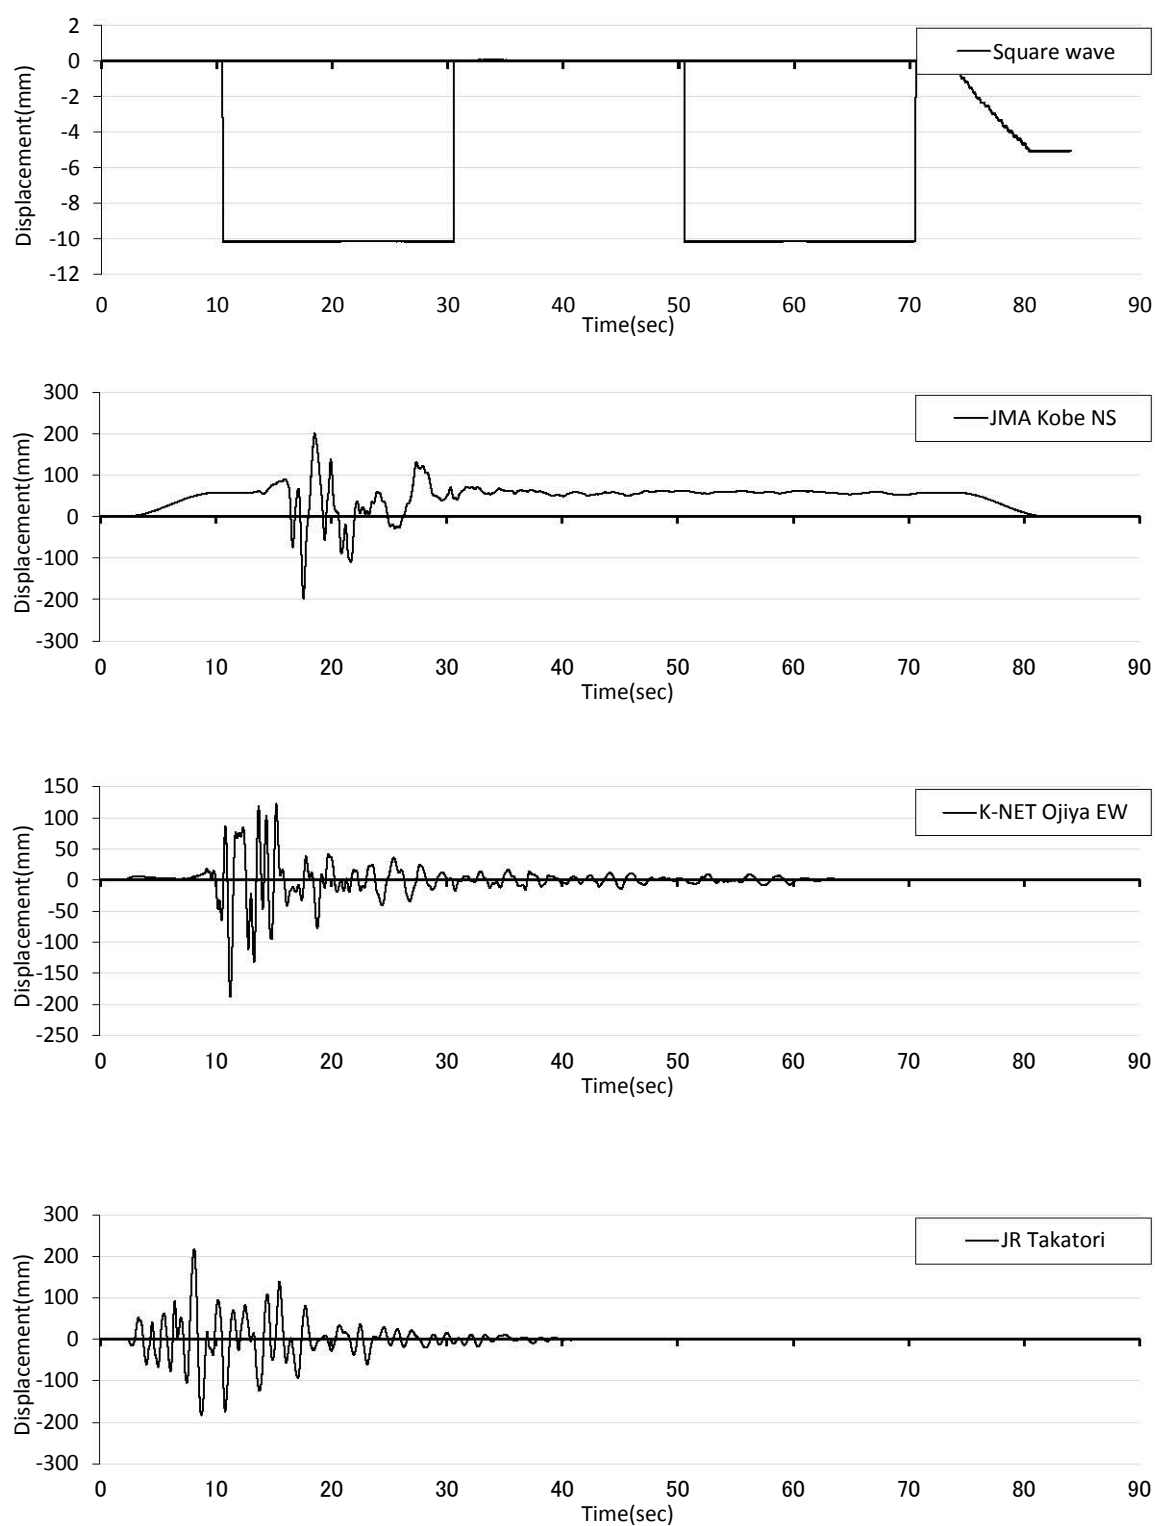 2
0
-2
-4
-6
-8
-10
-12
Displacement(mm)
Square wave
0 10 20 30 40 50 60 70 80 90
Time(sec)
300
200
100
0
-100
-200
-300
Displacement(mm)
JMA Kobe NS
0 10 20 30 40 50 60 70 80 90
Time(sec)
150
100
50
0
-50
-100
-150
-200
-250
Displacement(mm)
K-NET Ojiya EW
0 10 20 30 40 50 60 70 80 90
Time(sec)
300
200
100
0
-100
-200
-300
Displacement(mm)
JR Takatori
0 10 20 30 40 50 60 70 80 90
Time(sec)